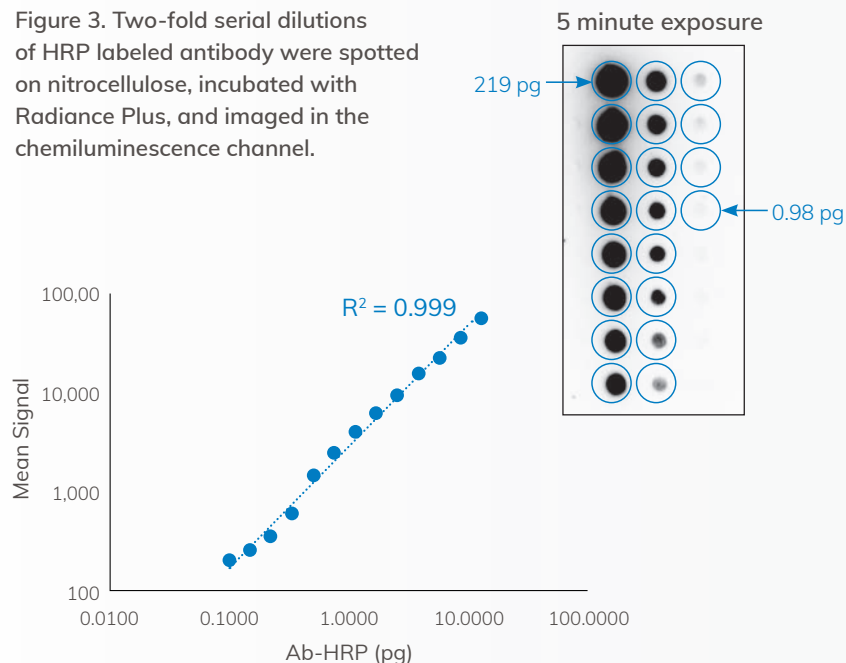 Figure 3. Two-fold serial dilutions
of HRP labeled antibody were spotted
on nitrocellulose, incubated with
Radiance Plus, and imaged in the
chemiluminescence channel.
5 minute exposure
219 pg
0.98 pg
100,00
10,000
1,000
100
Mean Signal
R² = 0.999
0.0100 0.1000 1.0000 10.0000 100.0000
Ab-HRP (pg)